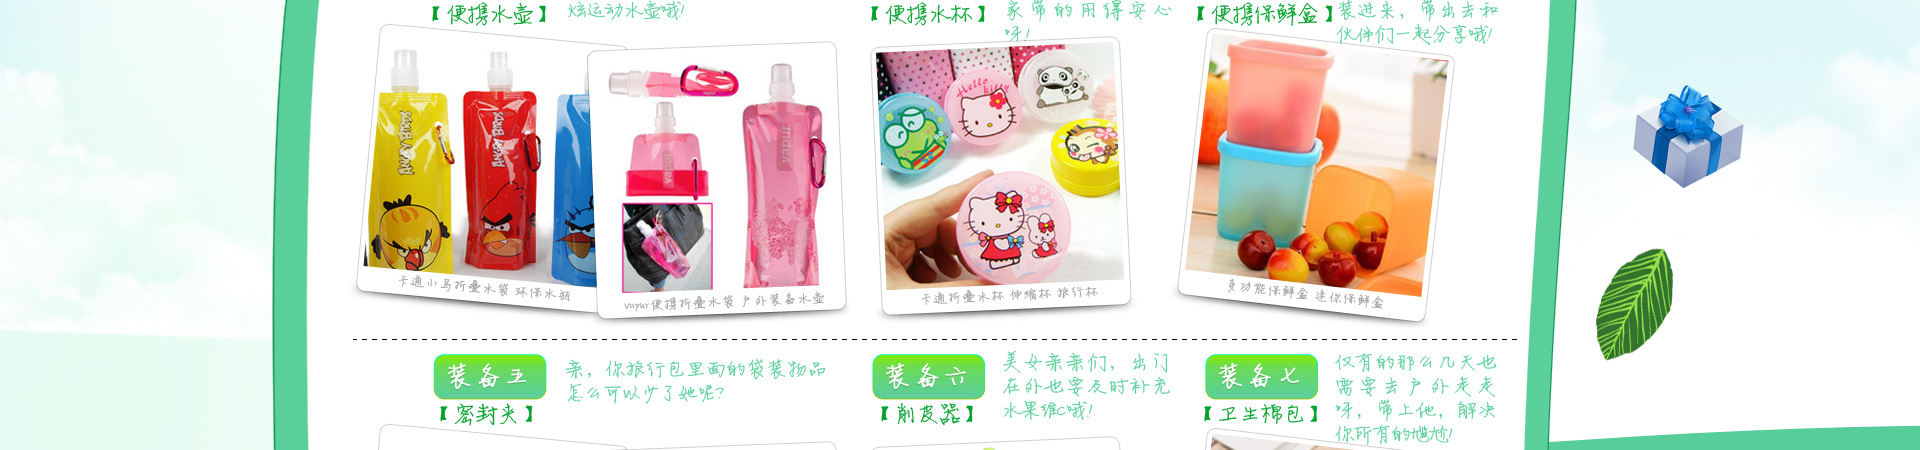 【便携水壶】
炫运动水壶哦!
【便携水杯】
家带的用得安心
呀!
【便携保鲜盒】
装进来，带出去和
伙伴们一起分享哦!
ANGRY BIRDS
ANGRY BIRDS
vapur
vapur
Hello
kitty
卡通小鸟折叠水袋 环保水瓶
vapur便携折叠水袋 户外装备水壶
卡通折叠水杯 伸缩杯 旅行杯
多功能保鲜盒 迷你保鲜盒
装备五
【密封夹】
亲，你旅行包里面的袋装物品
怎么可以少了她呢?
装备六
【削皮器】
美女亲亲们，出门
在外也要及时补充
水果维C哦!
装备七
【卫生棉包】
仅有的那么几天也
需要去户外走走
呀，带上他，解决
你所有的尴尬!